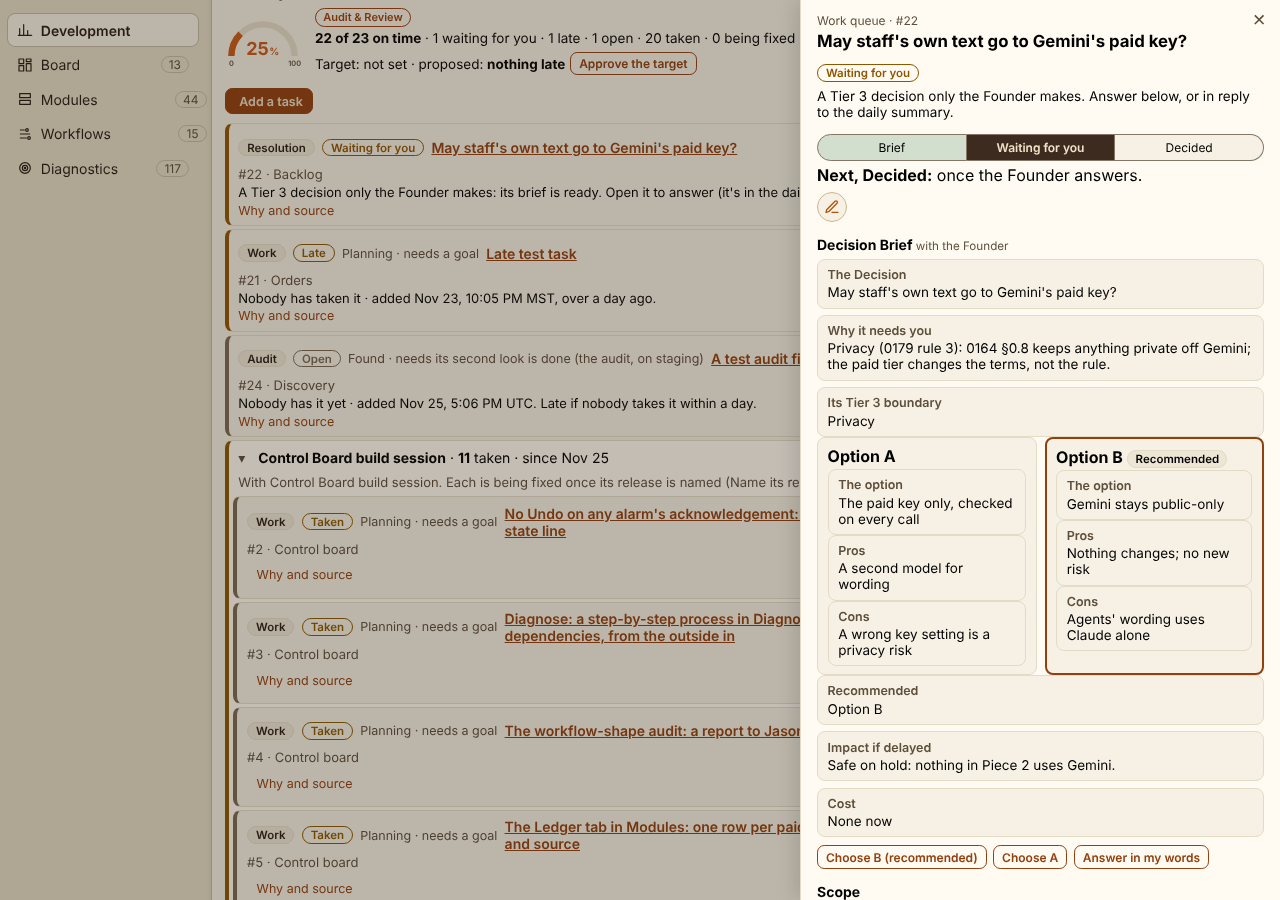 Development
Board 13
Modules 44
Workflows 15
Diagnostics 117
25%
0 100
Audit & Review
22 of 23 on time · 1 waiting for you · 1 late · 1 open · 20 taken · 0 being fixed
Target: not set · proposed: nothing late Approve the target
Add a task
Resolution Waiting for you May staff's own text go to Gemini's paid key?
#22 · Backlog
A Tier 3 decision only the Founder makes: its brief is ready. Open it to answer (it's in the dai
Why and source
Work Late Planning · needs a goal Late test task
#21 · Orders
Nobody has taken it · added Nov 23, 10:05 PM MST, over a day ago.
Why and source
Audit Open Found · needs its second look is done (the audit, on staging) A test audit fi
#24 · Discovery
Nobody has it yet · added Nov 25, 5:06 PM UTC. Late if nobody takes it within a day.
Why and source
▼ Control Board build session · 11 taken · since Nov 25
With Control Board build session. Each is being fixed once its release is named (Name its re
Work Taken Planning · needs a goal No Undo on any alarm's acknowledgement:
state line
#2 · Control board
Why and source
Work Taken Planning · needs a goal Diagnose: a step-by-step process in Diagno
dependencies, from the outside in
#3 · Control board
Why and source
Work Taken Planning · needs a goal The workflow-shape audit: a report to Jason
#4 · Control board
Why and source
Work Taken Planning · needs a goal The Ledger tab in Modules: one row per paid
and source
#5 · Control board
Why and source
Work queue · #22 ✕
May staff's own text go to Gemini's paid key?
Waiting for you
A Tier 3 decision only the Founder makes. Answer below, or in reply
to the daily summary.
Brief Waiting for you Decided
Next, Decided: once the Founder answers.
Decision Brief with the Founder
The Decision
May staff's own text go to Gemini's paid key?
Why it needs you
Privacy (0179 rule 3): 0164 §0.8 keeps anything private off Gemini;
the paid tier changes the terms, not the rule.
Its Tier 3 boundary
Privacy
Option A
The option
The paid key only, checked
on every call
Pros
A second model for
wording
Cons
A wrong key setting is a
privacy risk
Option B Recommended
The option
Gemini stays public-only
Pros
Nothing changes; no new
risk
Cons
Agents' wording uses
Claude alone
Recommended
Option B
Impact if delayed
Safe on hold: nothing in Piece 2 uses Gemini.
Cost
None now
Choose B (recommended) Choose A Answer in my words
Scope